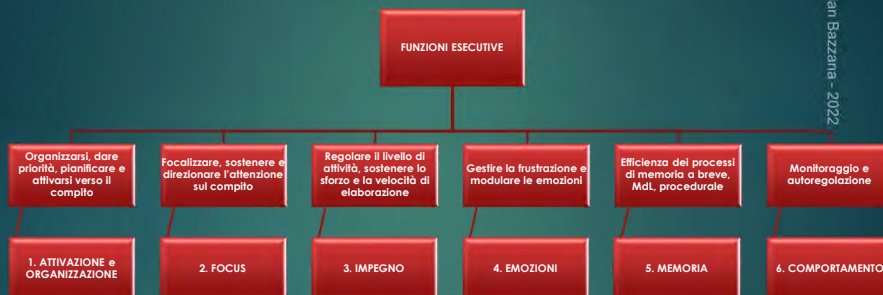 FUNZIONI ESECUTIVE
an Bazzana - 2022
Organizzarsi, dare
priorità, pianificare e
attivarsi verso il
compito
Focalizzare, sostenere e
direzionare l'attenzione
sul compito
Regolare il livello di
attività, sostenere lo
sforzo e la velocità di
elaborazione
Gestire la frustrazione e
modulare le emozioni
Efficienza dei processi
di memoria a breve,
MdL, procedurale
Monitoraggio e
autoregolazione
1. ATTIVAZIONE e
ORGANIZZAZIONE
2. FOCUS
3. IMPEGNO
4. EMOZIONI
5. MEMORIA
6. COMPORTAMENTO